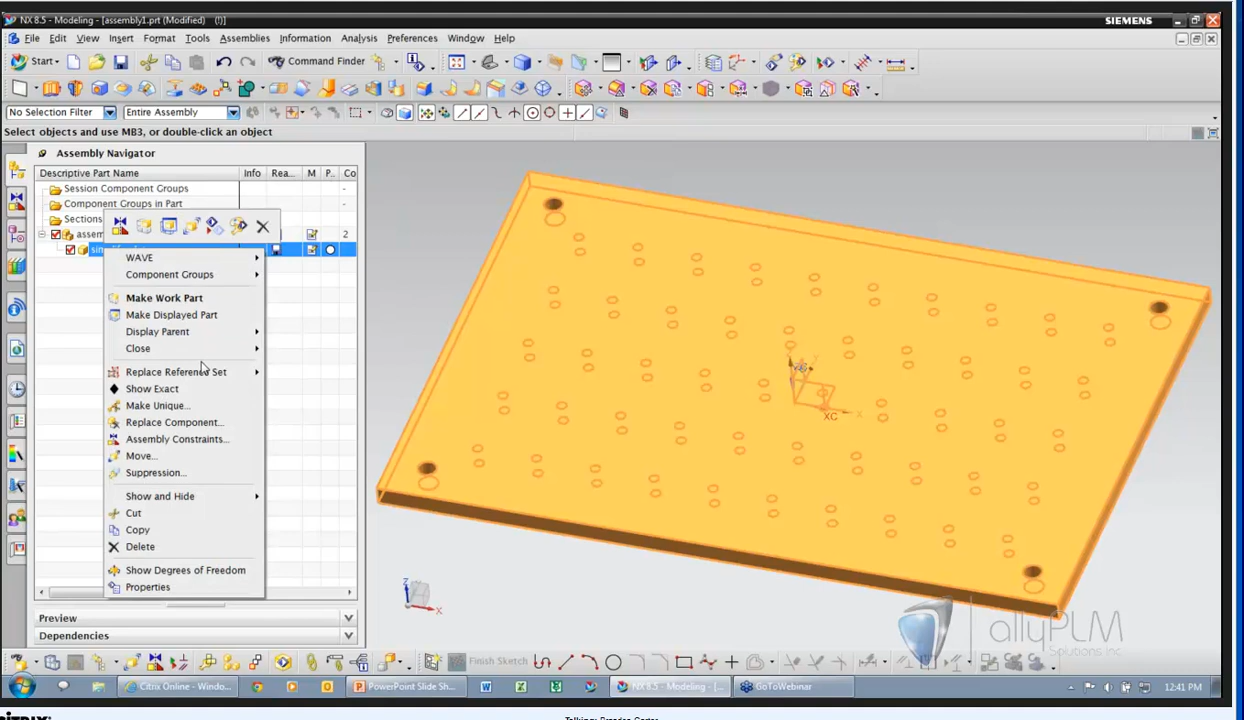 NX 8.5 - Modeling - [assembly1.prt (Modified) (!)]
SIEMENS
File Edit View Insert Format Tools Assemblies Information Analysis Preferences Window Help
Start
Command Finder
No Selection Filter
Entire Assembly
Select objects and use MB3, or double-click an object
Assembly Navigator
Descriptive Part Name Info Rea... M P.. Co
Session Component Groups -
Component Groups in Part -
Sections
assem 2
WAVE
Component Groups
Make Work Part
Make Displayed Part
Display Parent
Close
Replace Reference Set
Show Exact
Make Unique...
Replace Component...
Assembly Constraints...
Move...
Suppression...
Show and Hide
Cut
Copy
Delete
Show Degrees of Freedom
Properties
XC
Z
X
Preview
Dependencies
allyPLM
Solutions Inc.
Finish Sketch
Citrix Online - Windo...
PowerPoint Slide Sh...
NX 8.5 - Modeling - [...
GoToWebinar
12:41 PM